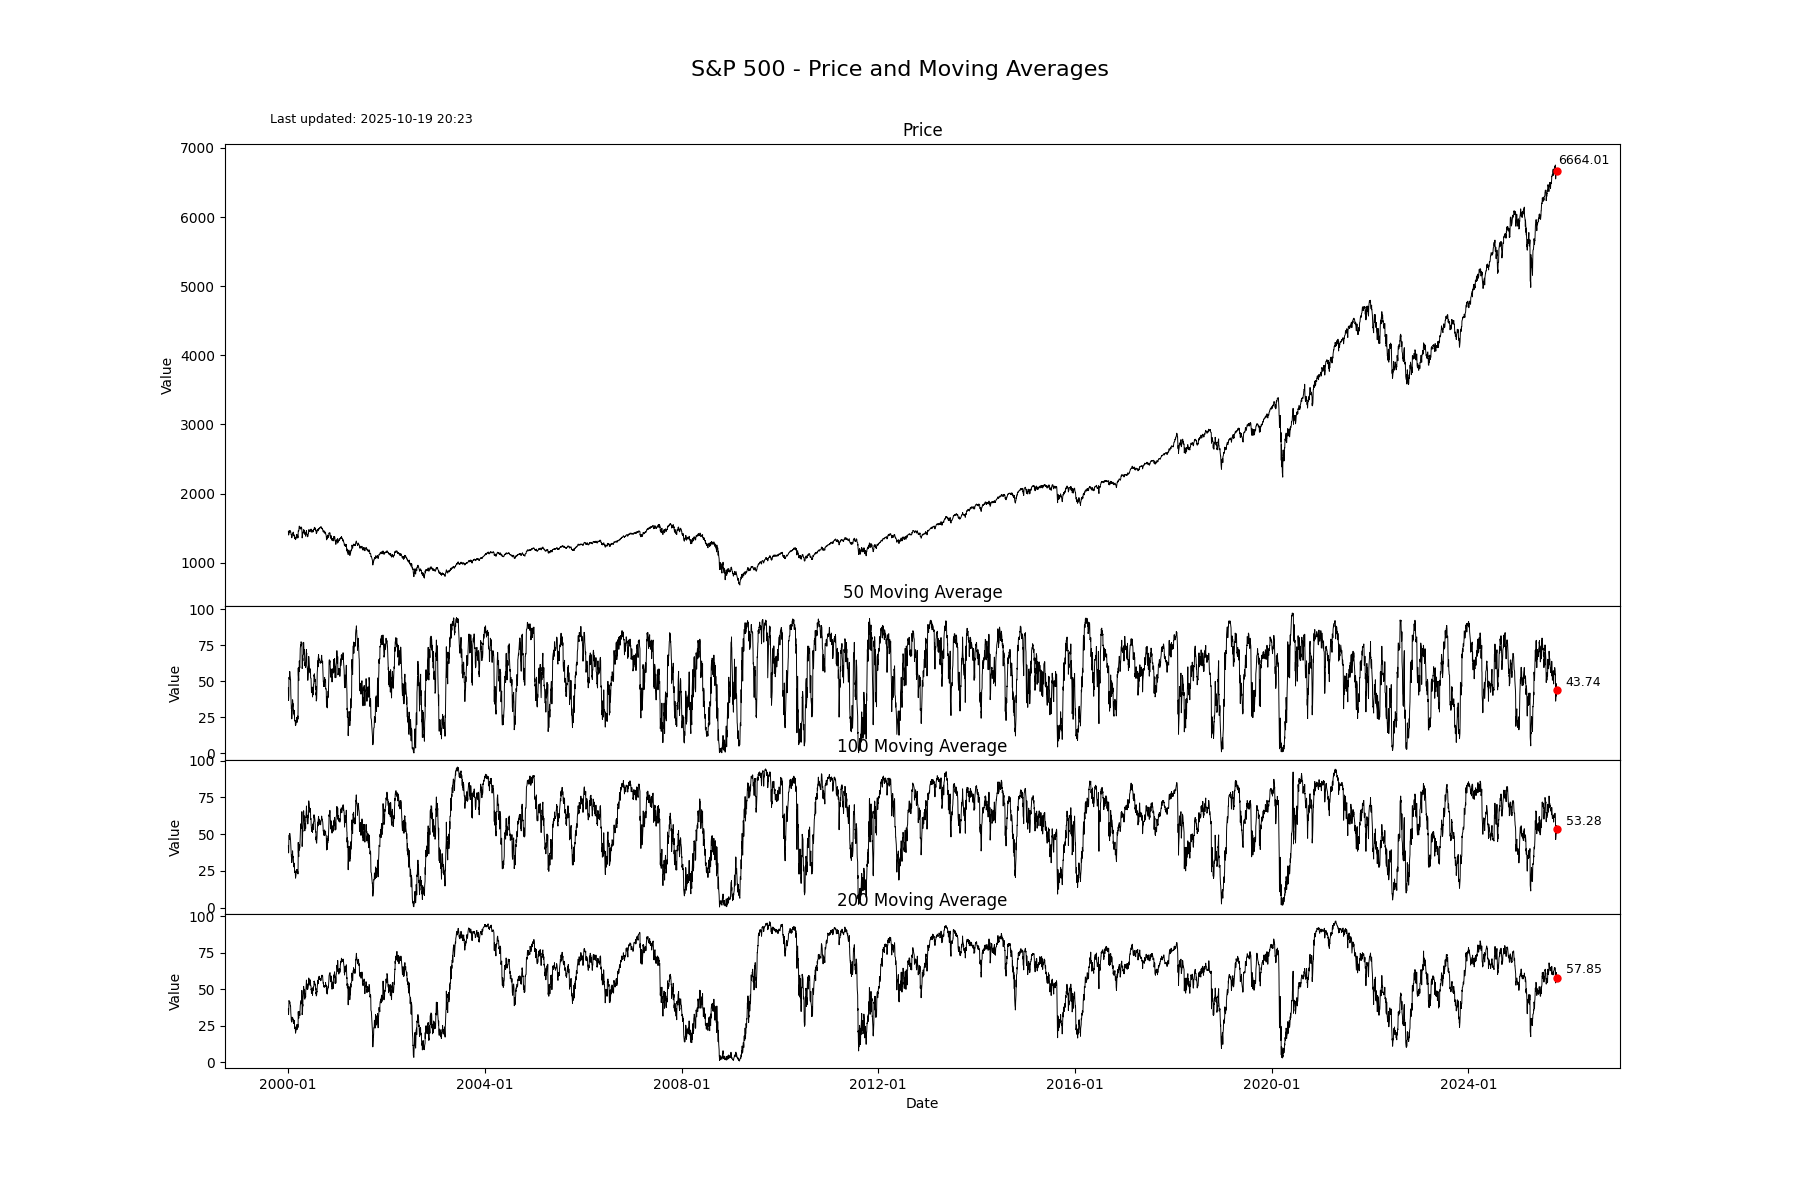 S&P 500 - Price and Moving Averages
Last updated: 2025-10-19 20:23
Price
7000
6000
5000
4000
3000
2000
1000
Value
6664.01
50 Moving Average
100
75
50
25
0
Value
43.74
100 Moving Average
100
75
50
25
0
Value
53.28
200 Moving Average
100
75
50
25
0
Value
57.85
2000-01 2004-01 2008-01 2012-01 2016-01 2020-01 2024-01
Date